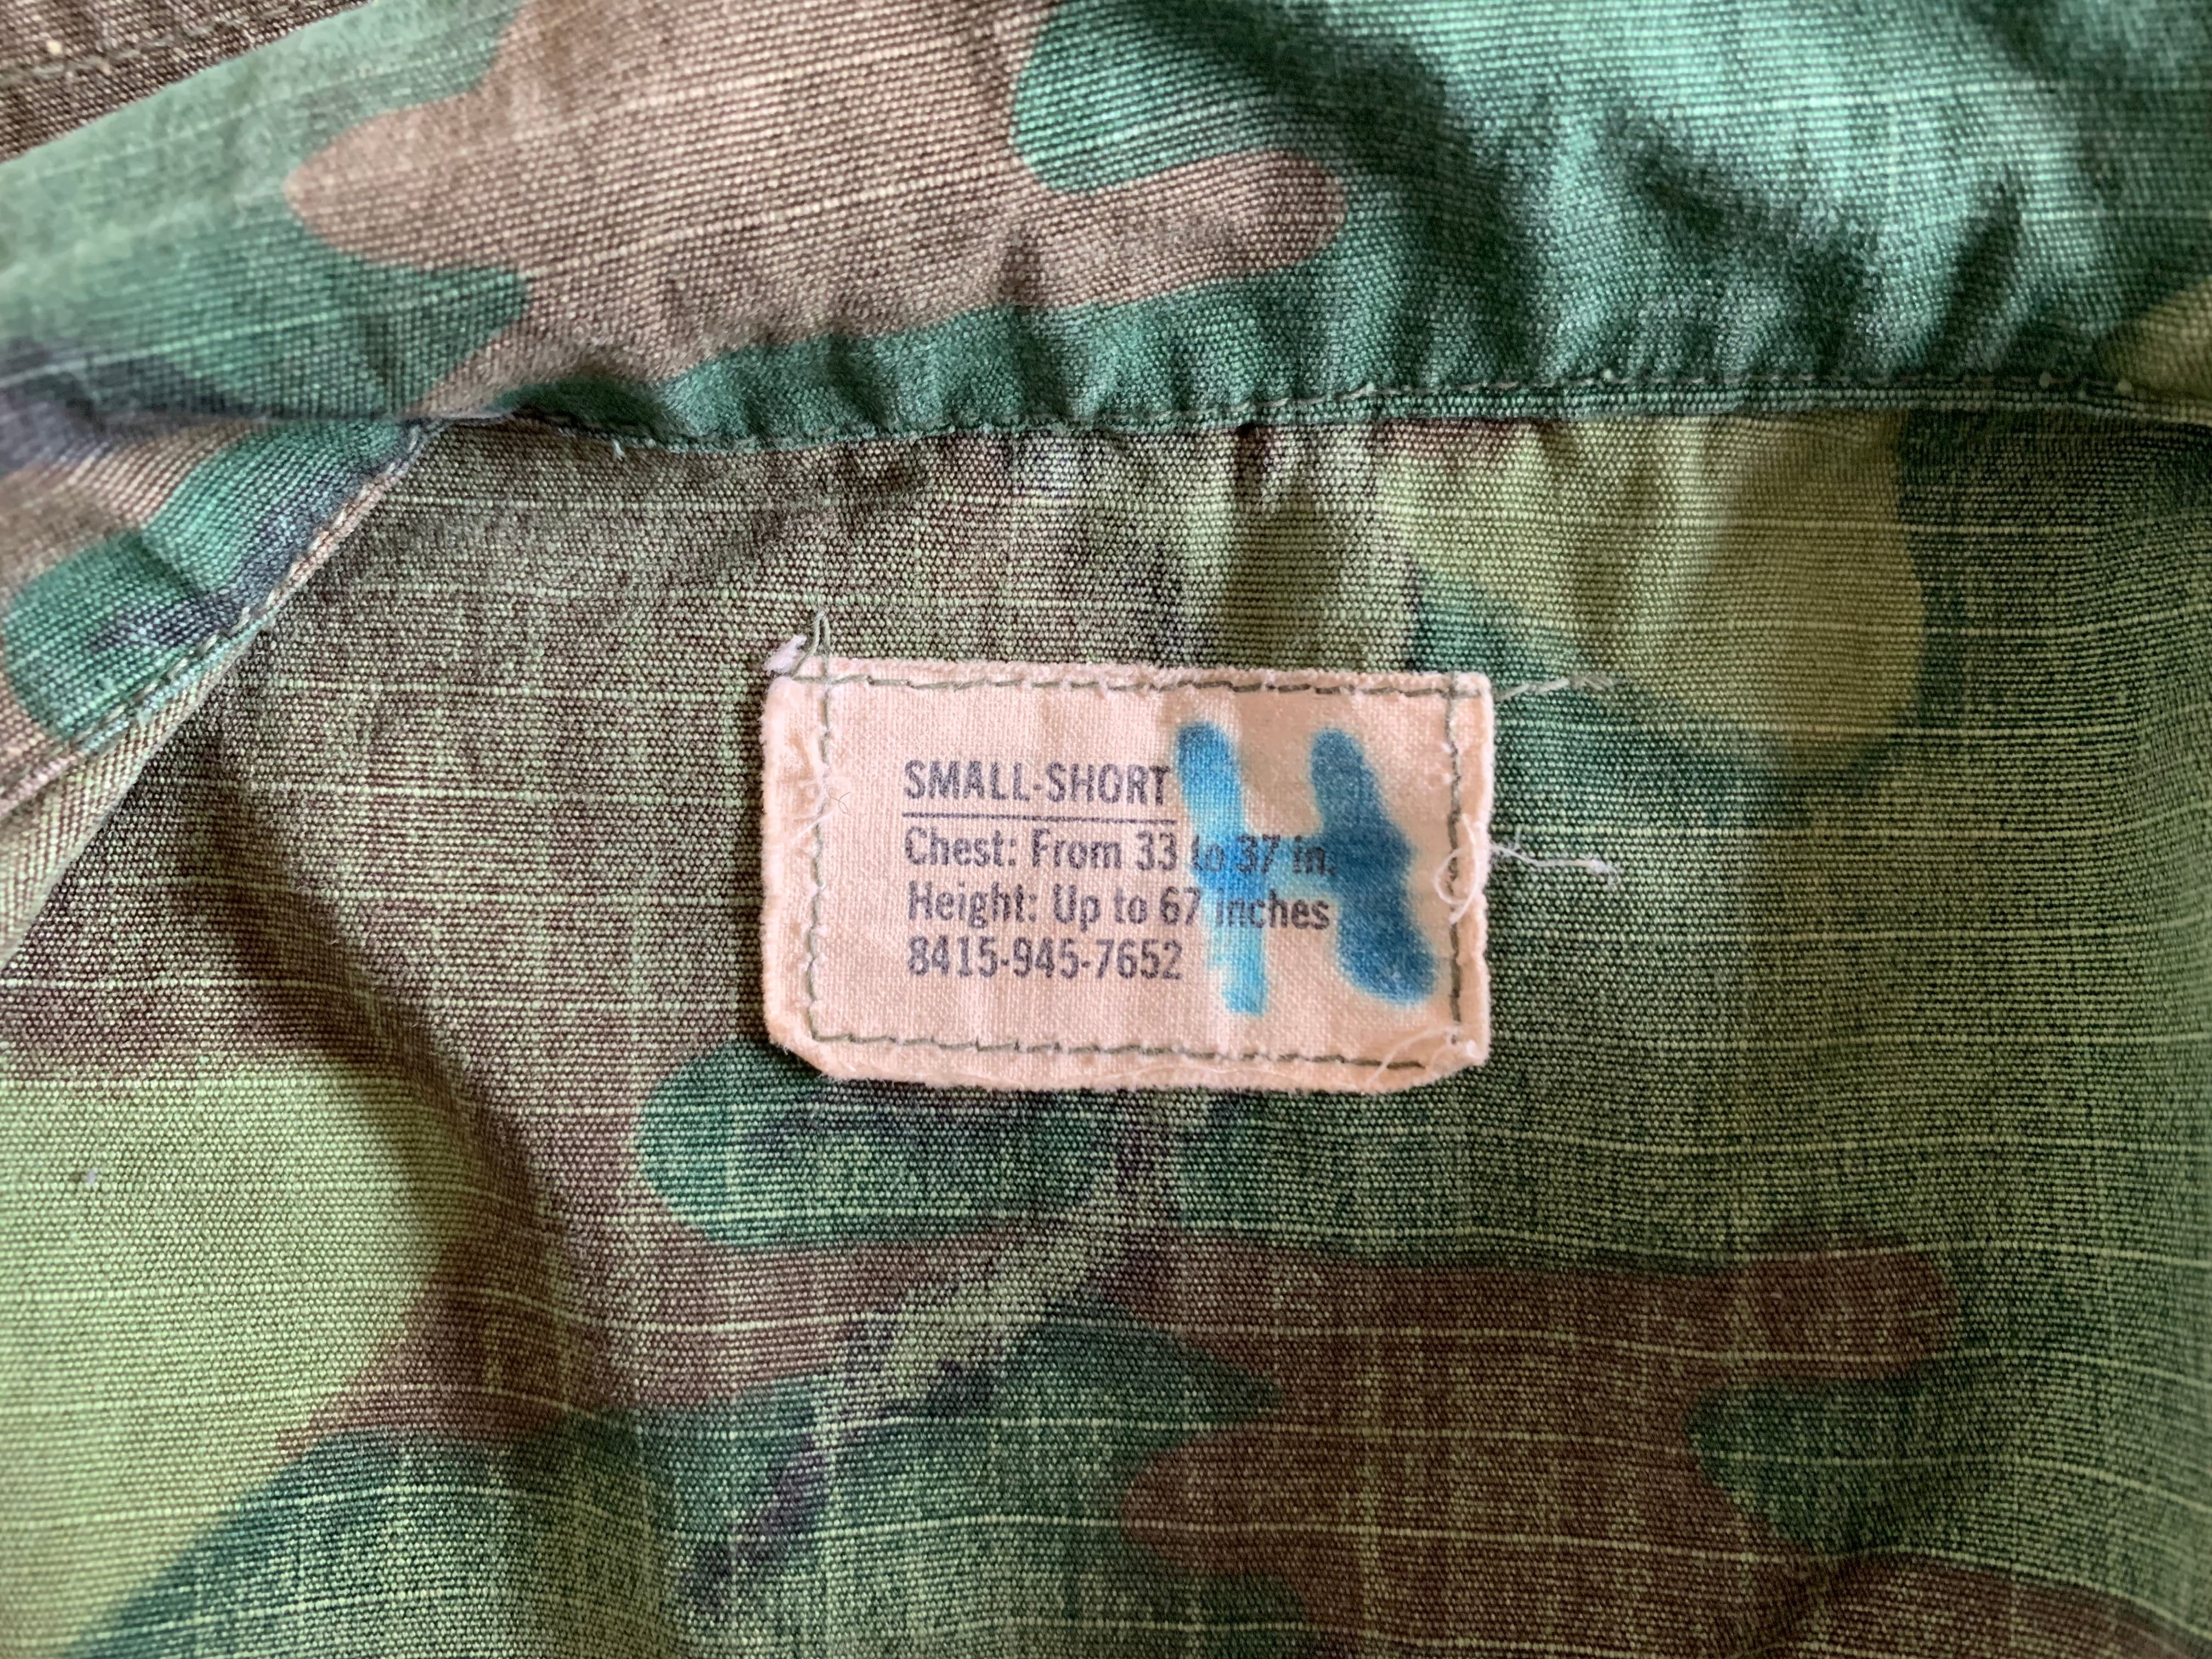 SMALL-SHORT
Chest: From 33 to 37 in.
Height: Up to 67 inches
8415-945-7652
H